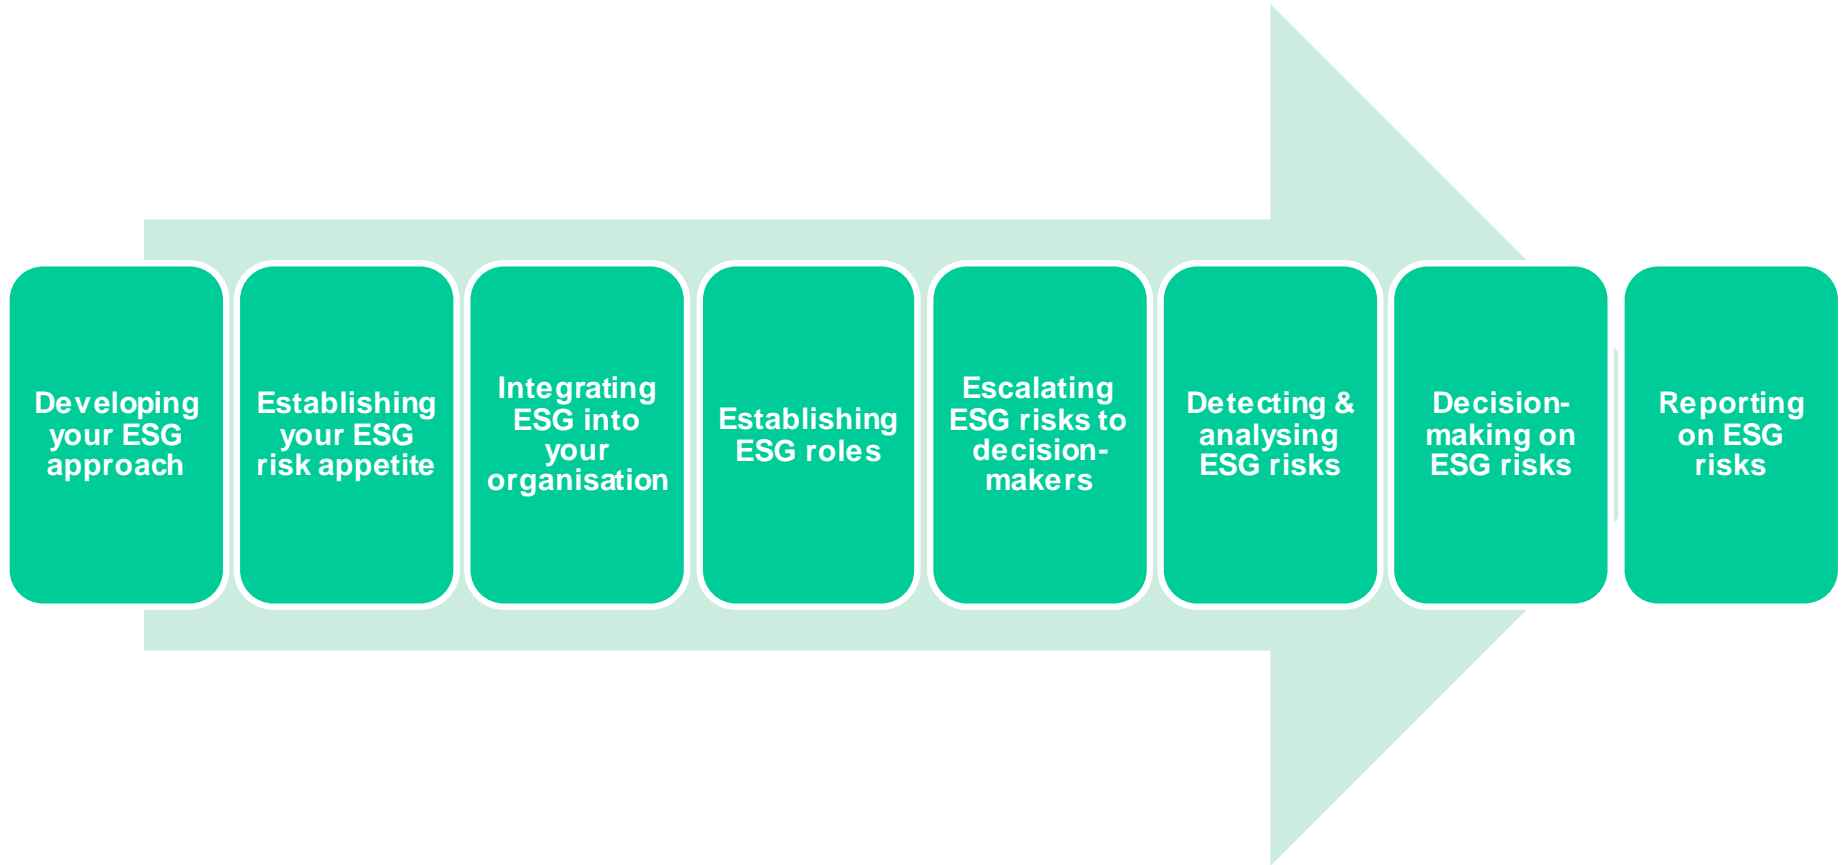 Developing
your ESG
approach
Establishing
your ESG
risk appetite
Integrating
ESG into
your
organisation
Establishing
ESG roles
Escalating
ESG risks to
decision-
makers
Detecting &
analysing
ESG risks
Decision-
making on
ESG risks
Reporting
on ESG
risks